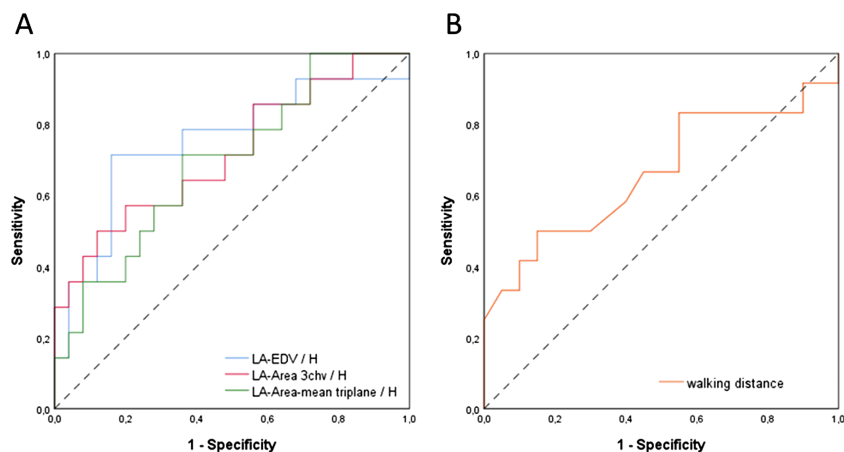 A
B
1,0
0,8
0,6
0,4
0,2
0,0
Sensitivity
LA-EDV / H
LA-Area 3chv / H
LA-Area-mean triplane / H
0,0
0,2
0,4
0,6
0,8
1,0
1 - Specificity
1,0
0,8
0,6
0,4
0,2
0,0
Sensitivity
walking distance
0,0
0,2
0,4
0,6
0,8
1,0
1 - Specificity